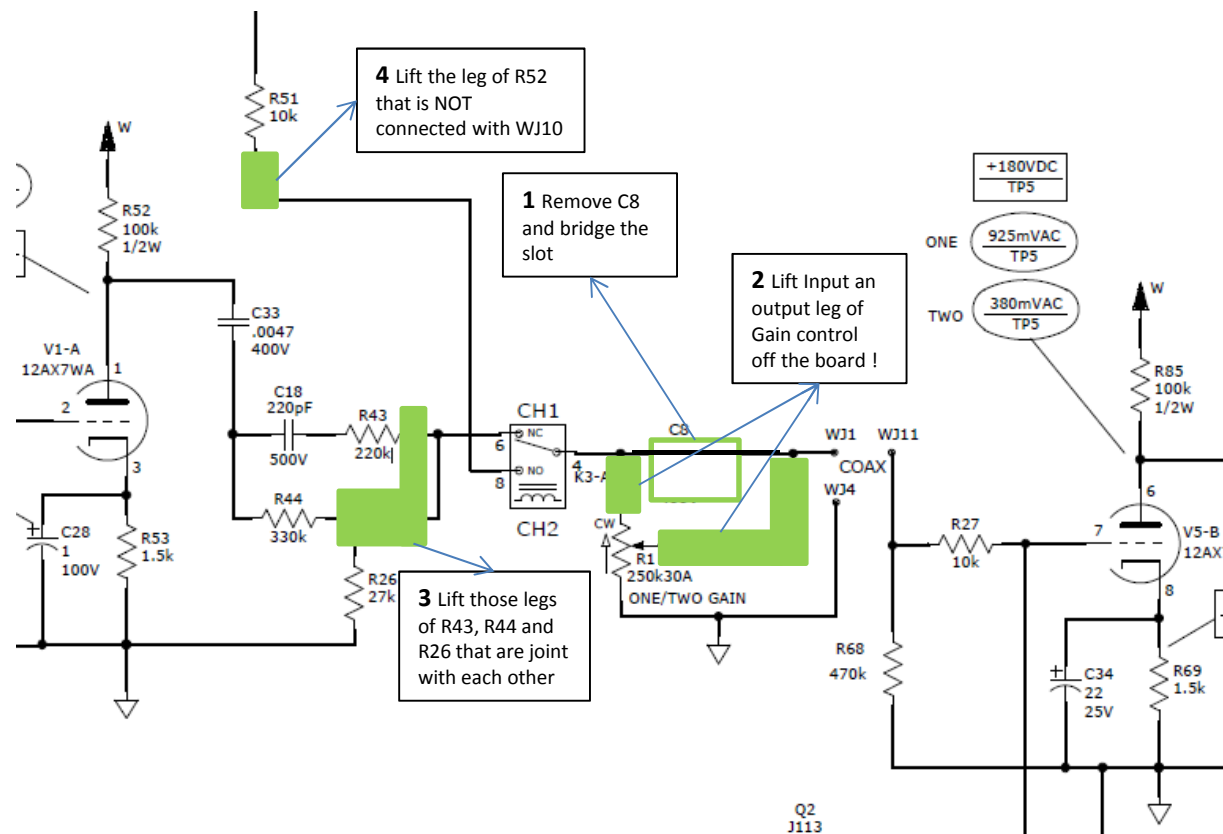 4 Lift the leg of R52
that is NOT
connected with WJ10
R51
10k
W
R52
100k
1/2W
1 Remove C8
and bridge the
slot
+180VDC
TP5
ONE
925mVAC
TP5
TWO
380mVAC
TP5
2 Lift Input an
output leg of
Gain control
off the board !
W
R85
100k
1/2W
C33
.0047
400V
V1-A
12AX7WA
1
2
3
C18
220pF
500V
R43
220k
CH1
NC
6
4
K3-A
NO
8
CH2
C8
WJ1
WJ11
COAX
WJ4
R44
330k
CW
R1
250k30A
ONE/TWO GAIN
C28
1
100V
R53
1.5k
R26
27k
3 Lift those legs
of R43, R44 and
R26 that are joint
with each other
R27
10k
6
7
V5-B
12AX
8
R68
470k
C34
22
25V
R69
1.5k
Q2
J113